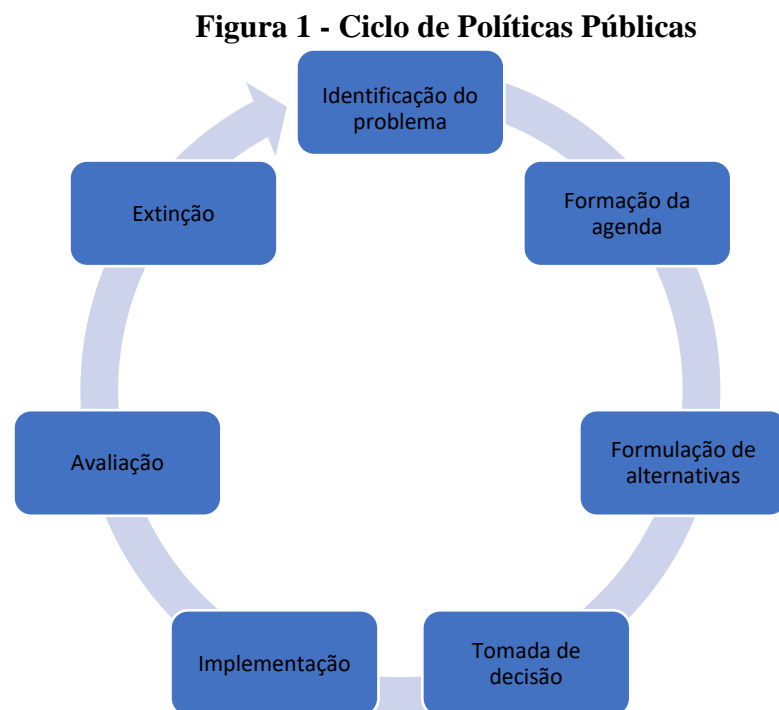 Figura 1 - Ciclo de Políticas Públicas
Identificação do
problema
Formação da
agenda
Formulação de
alternativas
Tomada de
decisão
Implementação
Avaliação
Extinção